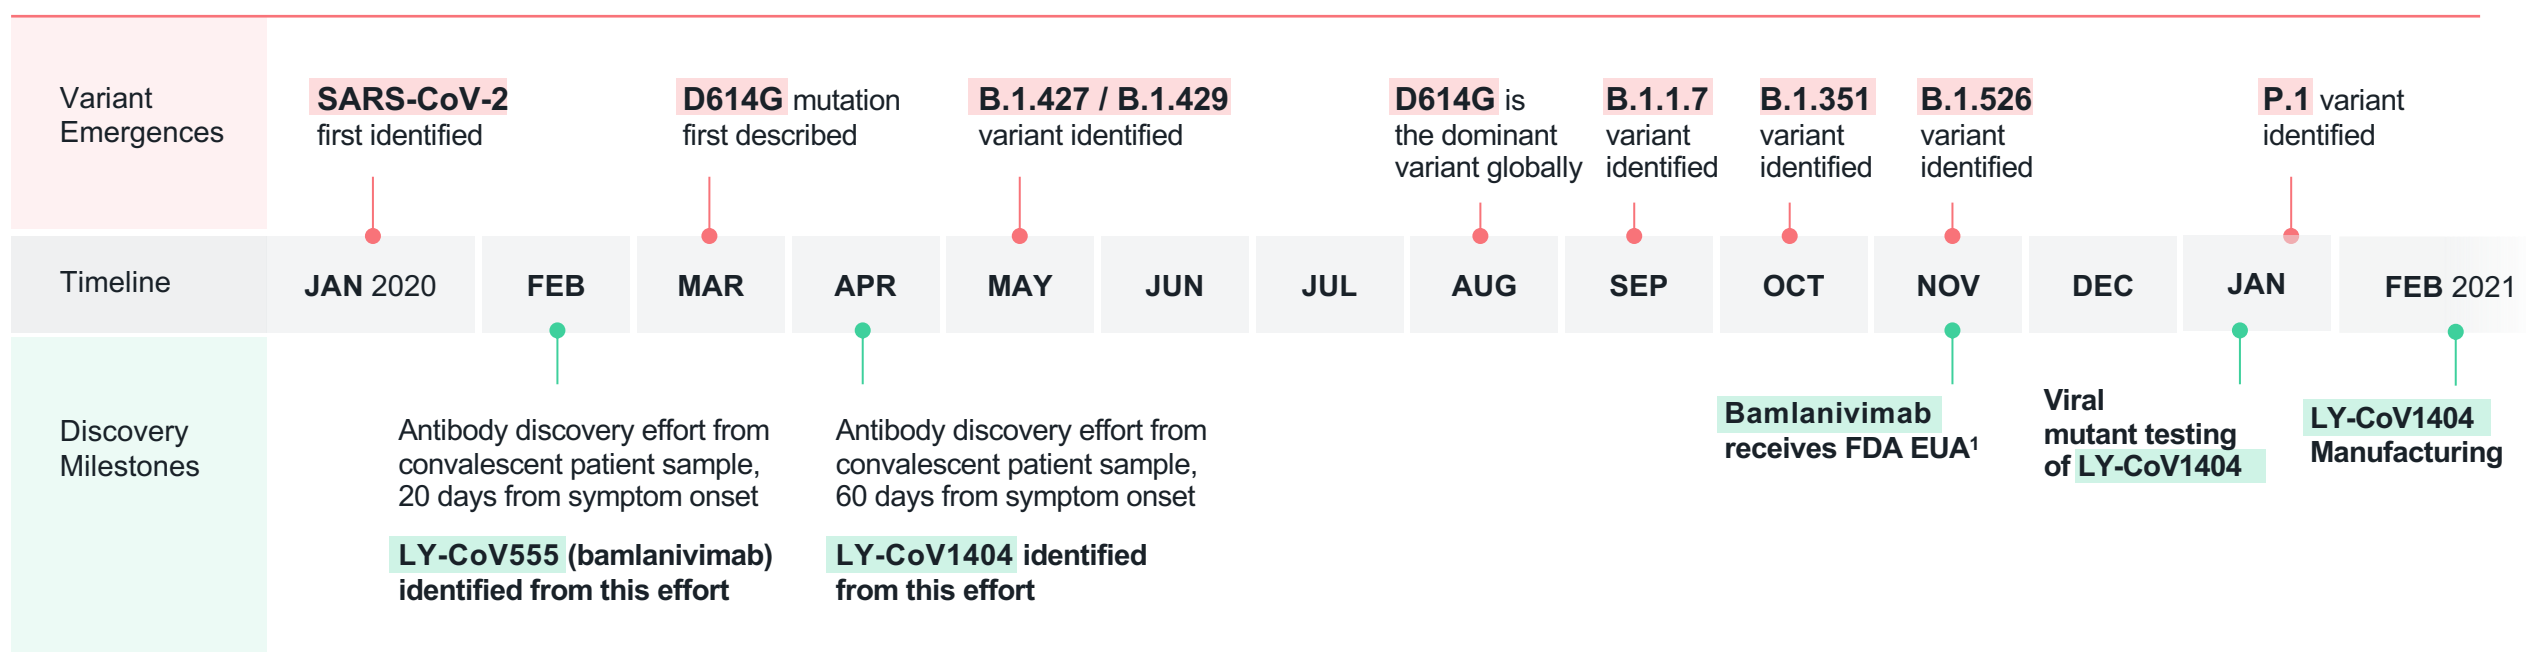 Variant
Emergences
SARS-CoV-2
first identified
D614G mutation
first described
B.1.427 / B.1.429
variant identified
D614G is
the dominant
variant globally
B.1.1.7
variant
identified
B.1.351
variant
identified
B.1.526
variant
identified
P.1 variant
identified
Timeline
JAN 2020
FEB
MAR
APR
MAY
JUN
JUL
AUG
SEP
OCT
NOV
DEC
JAN
FEB 2021
Discovery
Milestones
Antibody discovery effort from
convalescent patient sample,
20 days from symptom onset
LY-CoV555 (bamlanivimab)
identified from this effort
Antibody discovery effort from
convalescent patient sample,
60 days from symptom onset
LY-CoV1404 identified
from this effort
Bamlanivimab
receives FDA EUA¹
Viral
mutant testing
of LY-CoV1404
LY-CoV1404
Manufacturing